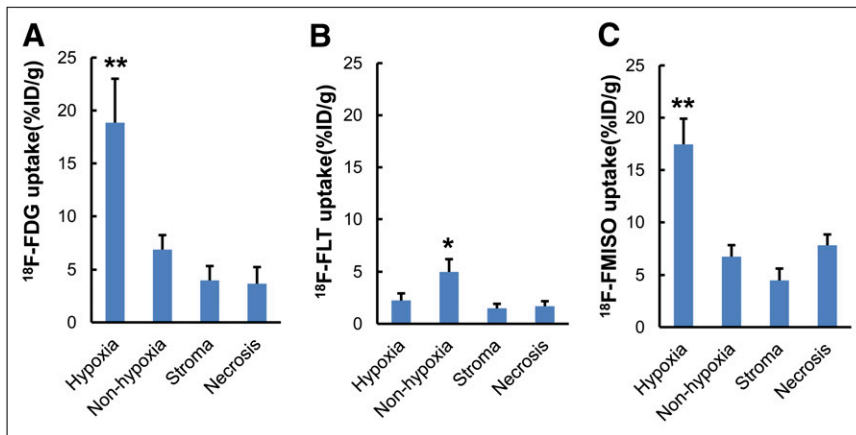 A
B
C
18F-FDG uptake(%ID/g)
25
20
15
10
5
0
**
Hypoxia
Non-hypoxia
Stroma
Necrosis
18F-FLT uptake(%ID/g)
25
20
15
10
5
0
*
Hypoxia
Non-hypoxia
Stroma
Necrosis
18F-FMISO uptake(%ID/g)
25
20
15
10
5
0
**
Hypoxia
Non-hypoxia
Stroma
Necrosis